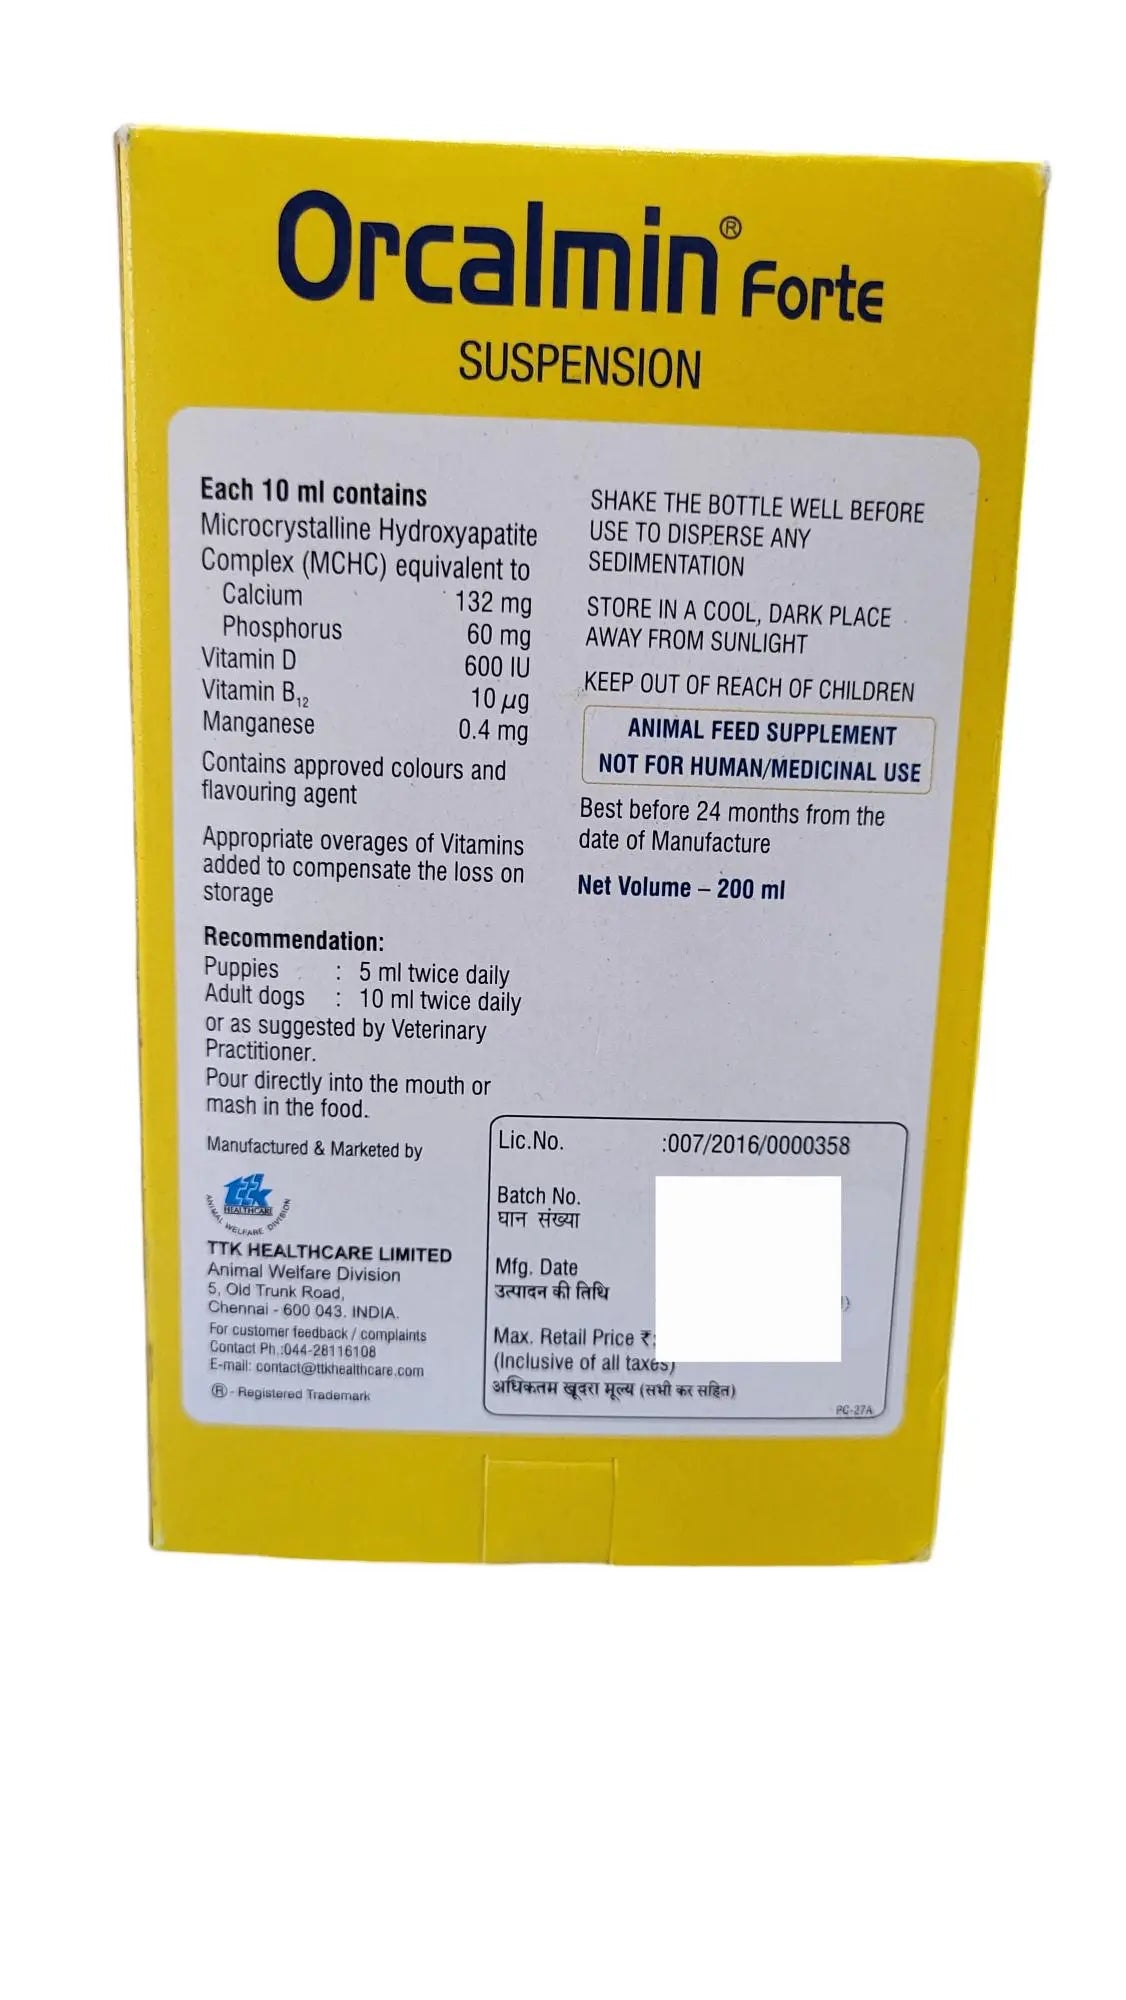 Orcalmin® Forte
SUSPENSION
Each 10 ml contains
Microcrystalline Hydroxyapatite
Complex (MCHC) equivalent to
Calcium 132 mg
Phosphorus 60 mg
Vitamin D 600 IU
Vitamin B12 10 µg
Manganese 0.4 mg
Contains approved colours and
flavouring agent
Appropriate overages of Vitamins
added to compensate the loss on
storage
Recommendation:
Puppies : 5 ml twice daily
Adult dogs : 10 ml twice daily
or as suggested by Veterinary
Practitioner.
Pour directly into the mouth or
mash in the food.
Manufactured & Marketed by
ttk
HEALTHCARE
ANIMAL WELFARE DIVISION
TTK HEALTHCARE LIMITED
Animal Welfare Division
5, Old Trunk Road,
Chennai - 600 043. INDIA.
For customer feedback / complaints
Contact Ph.:044-28116108
E-mail: contact@ttkhealthcare.com
® - Registered Trademark
SHAKE THE BOTTLE WELL BEFORE
USE TO DISPERSE ANY
SEDIMENTATION
STORE IN A COOL, DARK PLACE
AWAY FROM SUNLIGHT
KEEP OUT OF REACH OF CHILDREN
ANIMAL FEED SUPPLEMENT
NOT FOR HUMAN/MEDICINAL USE
Best before 24 months from the
date of Manufacture
Net Volume – 200 ml
Lic.No. :007/2016/0000358
Batch No.
घान संख्या
Mfg. Date
उत्पादन की तिथि
Max. Retail Price ₹:
(Inclusive of all taxes)
अधिकतम खूदरा मूल्य (सभी कर सहित)
PC-27A